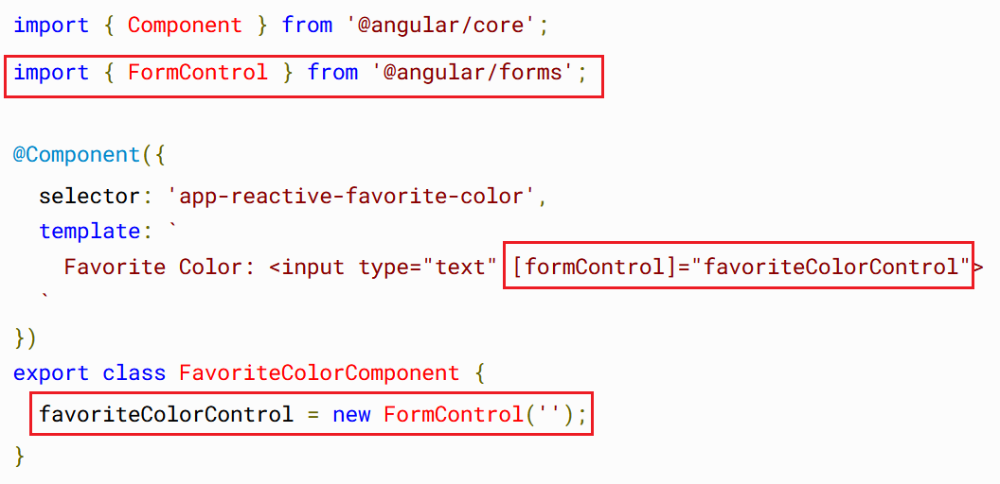 import { Component } from '@angular/core';
import { FormControl } from '@angular/forms';
@Component({
  selector: 'app-reactive-favorite-color',
  template: `
    Favorite Color: <input type="text" [formControl]="favoriteColorControl">
  `
})
export class FavoriteColorComponent {
  favoriteColorControl = new FormControl('');
}